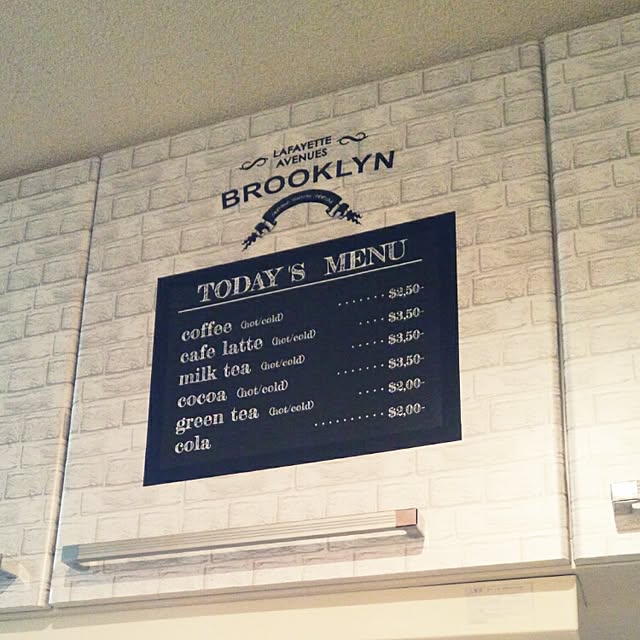 LAFAYETTE
AVENUES
BROOKLYN
TODAY'S MENU
coffee (hot/cold) ....... $2,50-
cafe latte (hot/cold) .... $3,50-
milk tea (hot/cold) ..... $3,50-
cocoa (hot/cold) ....... $3,50-
green tea (hot/cold) .... $2,00-
cola .......... $2,00-